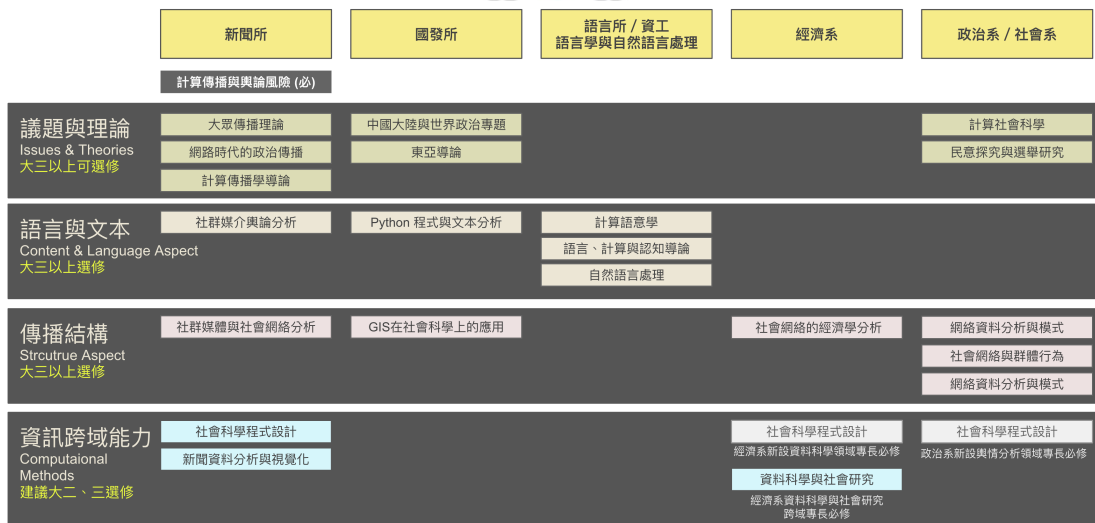 新聞所
國發所
語言所 / 資工
語言學與自然語言處理
經濟系
政治系 / 社會系
計算傳播與輿論風險 (必)
議題與理論
Issues & Theories
大三以上可選修
大眾傳播理論
網路時代的政治傳播
計算傳播學導論
中國大陸與世界政治專題
東亞導論
計算社會科學
民意探究與選舉研究
語言與文本
Content & Language Aspect
大三以上選修
社群媒介輿論分析
Python 程式與文本分析
計算語意學
語言、計算與認知導論
自然語言處理
傳播結構
Strcutrue Aspect
大三以上選修
社群媒體與社會網絡分析
GIS在社會科學上的應用
社會網絡的經濟學分析
網絡資料分析與模式
社會網絡與群體行為
網絡資料分析與模式
資訊跨域能力
Computaional
Methods
建議大二、三選修
社會科學程式設計
新聞資料分析與視覺化
社會科學程式設計
經濟系新設資料科學領域專長必修
資料科學與社會研究
經濟系資料科學與社會研究
跨域專長必修
社會科學程式設計
政治系新設輿情分析領域專長必修